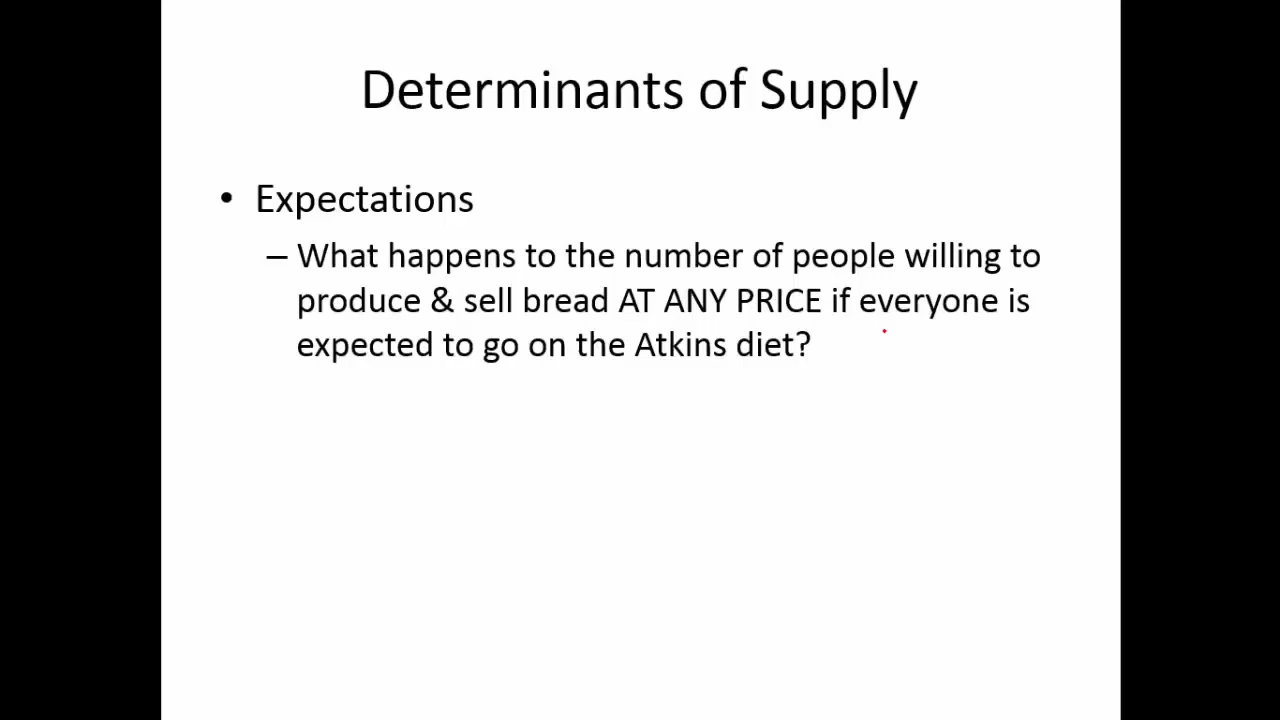 Determinants of Supply
• Expectations
– What happens to the number of people willing to
produce & sell bread AT ANY PRICE if everyone is
expected to go on the Atkins diet?